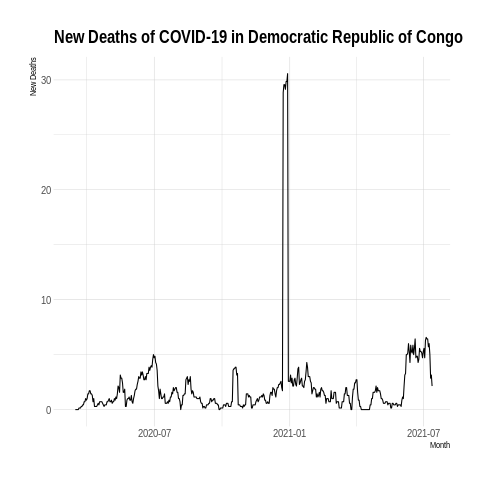 New Deaths of COVID-19 in Democratic Republic of Congo
New Deaths
30
20
10
0
2020-07
2021-01
2021-07
Month